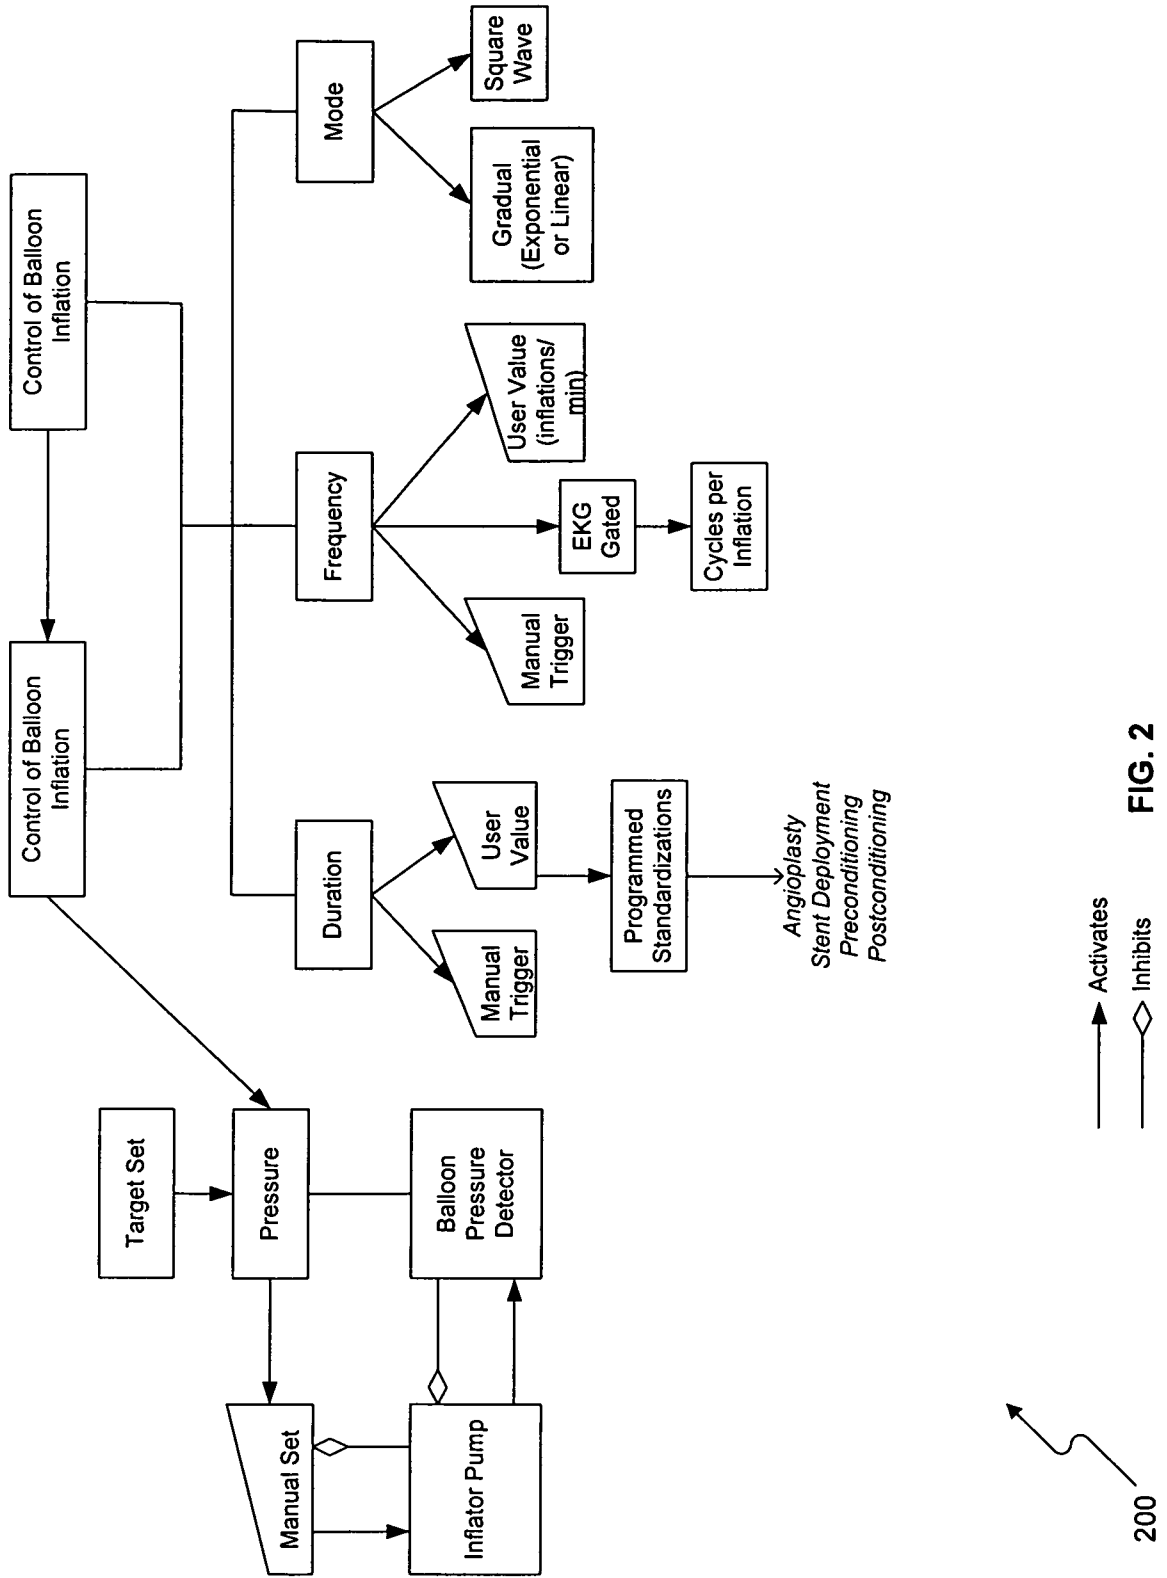 Control of Balloon
Inflation
Control of Balloon
Inflation
Target Set
Pressure
Manual Set
Balloon
Pressure
Detector
Inflator Pump
Duration
Manual
Trigger
User
Value
Programmed
Standardizations
Angioplasty
Stent Deployment
Preconditioning
Postconditioning
Frequency
Manual
Trigger
EKG
Gated
Cycles per
Inflation
User Value
(inflations/
min)
Mode
Gradual
(Exponential
or Linear)
Square
Wave
Activates
Inhibits
200
FIG. 2